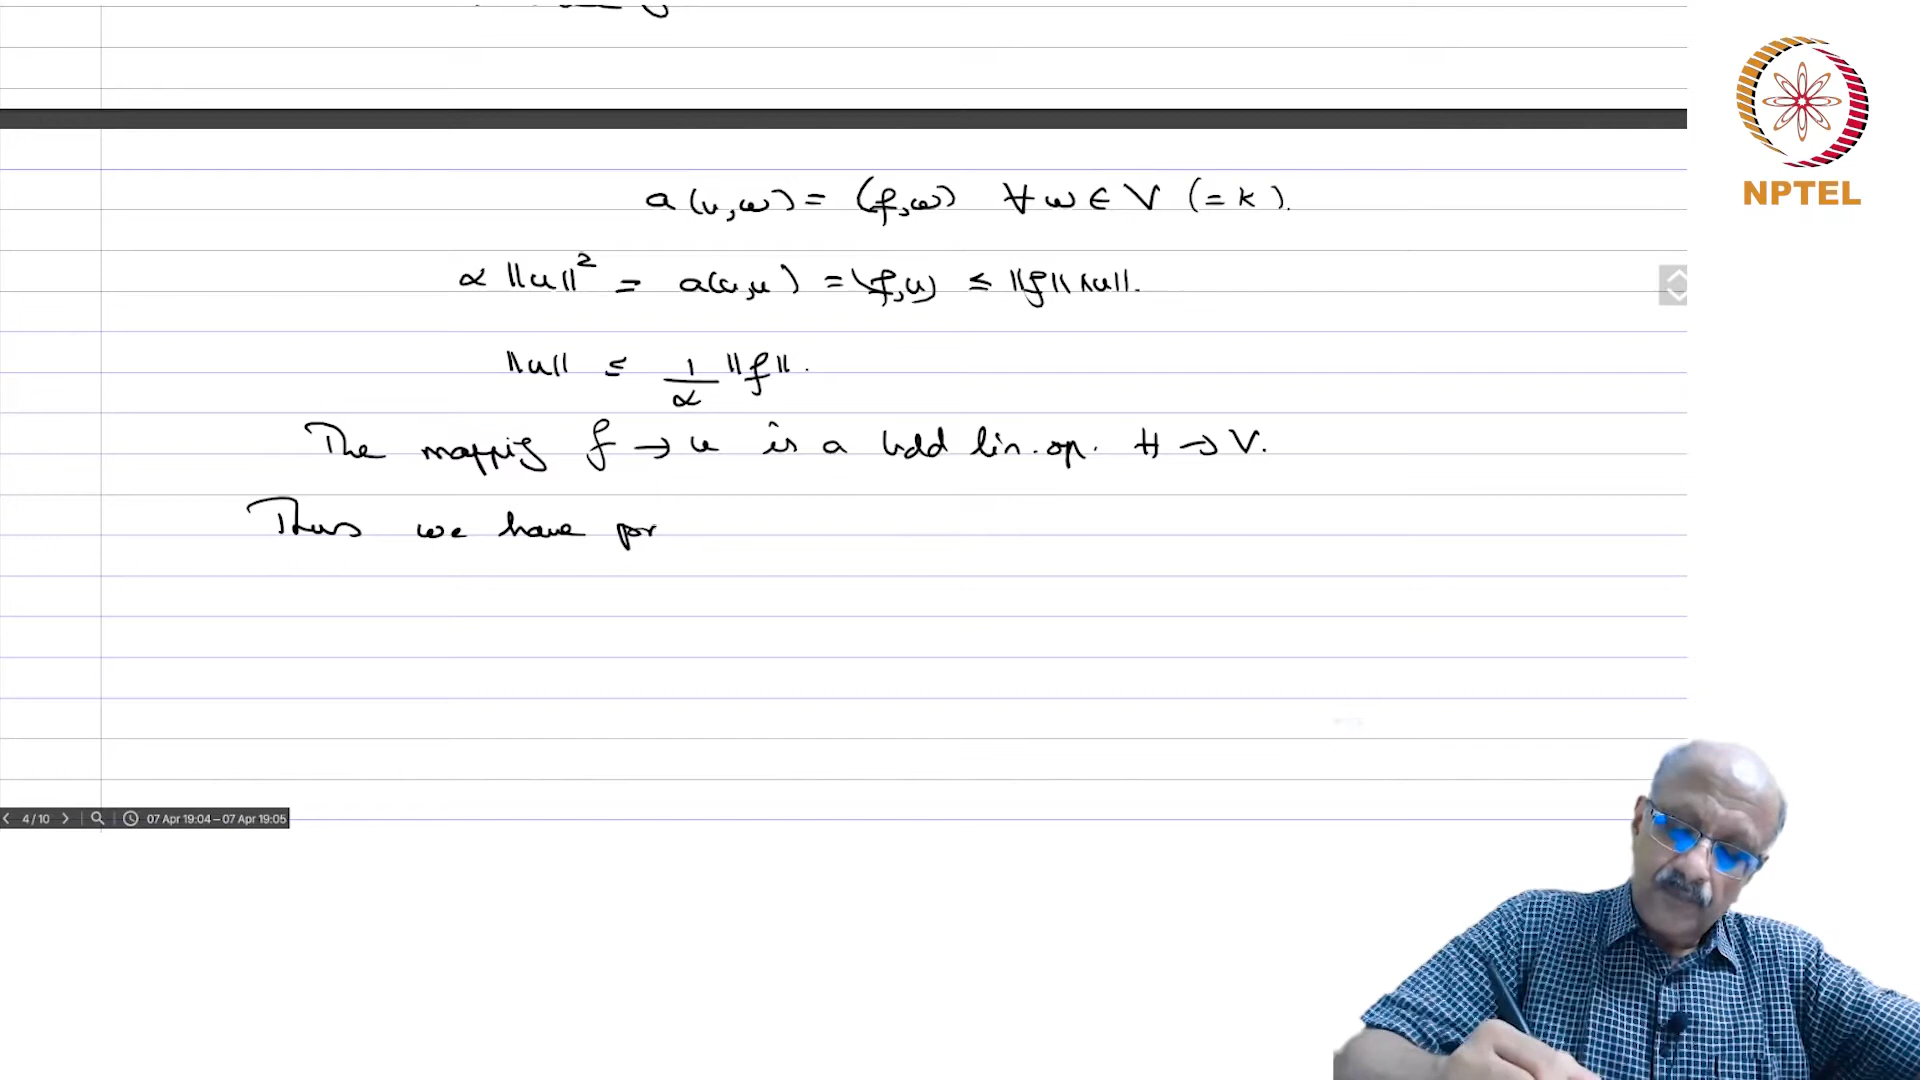 a(u,w) = (f,w) ∀ w ∈ V (= K).
α ‖u‖² = a(u,u) = (f,u) ≤ ‖f‖ ‖u‖.
‖u‖ ≤ 1/α ‖f‖.
The mapping f → u is a bdd lin. op. H → V.
Thus we have por
4 / 10
07 Apr 19:04 – 07 Apr 19:05
NPTEL